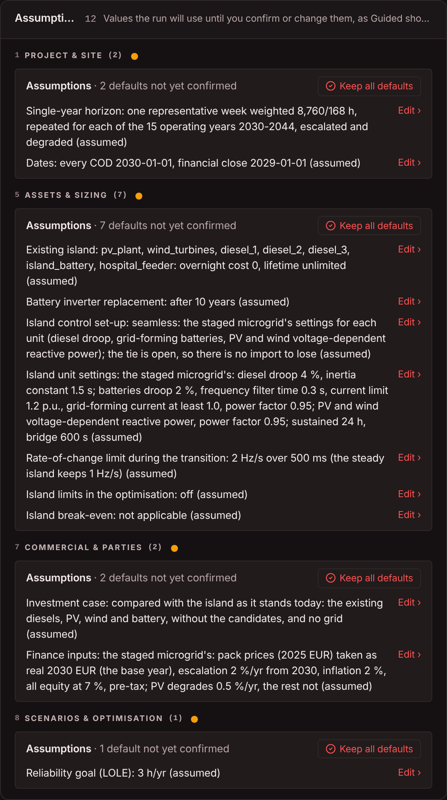 Assumpti... 12 Values the run will use until you confirm or change them, as Guided sho...
1 PROJECT & SITE (2)
Assumptions · 2 defaults not yet confirmed Keep all defaults
Single-year horizon: one representative week weighted 8,760/168 h, Edit ›
repeated for each of the 15 operating years 2030-2044, escalated and
degraded (assumed)
Dates: every COD 2030-01-01, financial close 2029-01-01 (assumed) Edit ›
5 ASSETS & SIZING (7)
Assumptions · 7 defaults not yet confirmed Keep all defaults
Existing island: pv_plant, wind_turbines, diesel_1, diesel_2, diesel_3, Edit ›
island_battery, hospital_feeder: overnight cost 0, lifetime unlimited
(assumed)
Battery inverter replacement: after 10 years (assumed) Edit ›
Island control set-up: seamless: the staged microgrid's settings for each Edit ›
unit (diesel droop, grid-forming batteries, PV and wind voltage-dependent
reactive power); the tie is open, so there is no import to lose (assumed)
Island unit settings: the staged microgrid's: diesel droop 4 %, inertia Edit ›
constant 1.5 s; batteries droop 2 %, frequency filter time 0.3 s, current limit
1.2 p.u., grid-forming current at least 1.0, power factor 0.95; PV and wind
voltage-dependent reactive power, power factor 0.95; sustained 24 h,
bridge 600 s (assumed)
Rate-of-change limit during the transition: 2 Hz/s over 500 ms (the steady Edit ›
island keeps 1 Hz/s) (assumed)
Island limits in the optimisation: off (assumed) Edit ›
Island break-even: not applicable (assumed) Edit ›
7 COMMERCIAL & PARTIES (2)
Assumptions · 2 defaults not yet confirmed Keep all defaults
Investment case: compared with the island as it stands today: the existing Edit ›
diesels, PV, wind and battery, without the candidates, and no grid
(assumed)
Finance inputs: the staged microgrid's: pack prices (2025 EUR) taken as Edit ›
real 2030 EUR (the base year), escalation 2 %/yr from 2030, inflation 2 %,
all equity at 7 %, pre-tax; PV degrades 0.5 %/yr, the rest not (assumed)
8 SCENARIOS & OPTIMISATION (1)
Assumptions · 1 default not yet confirmed Keep all defaults
Reliability goal (LOLE): 3 h/yr (assumed) Edit ›